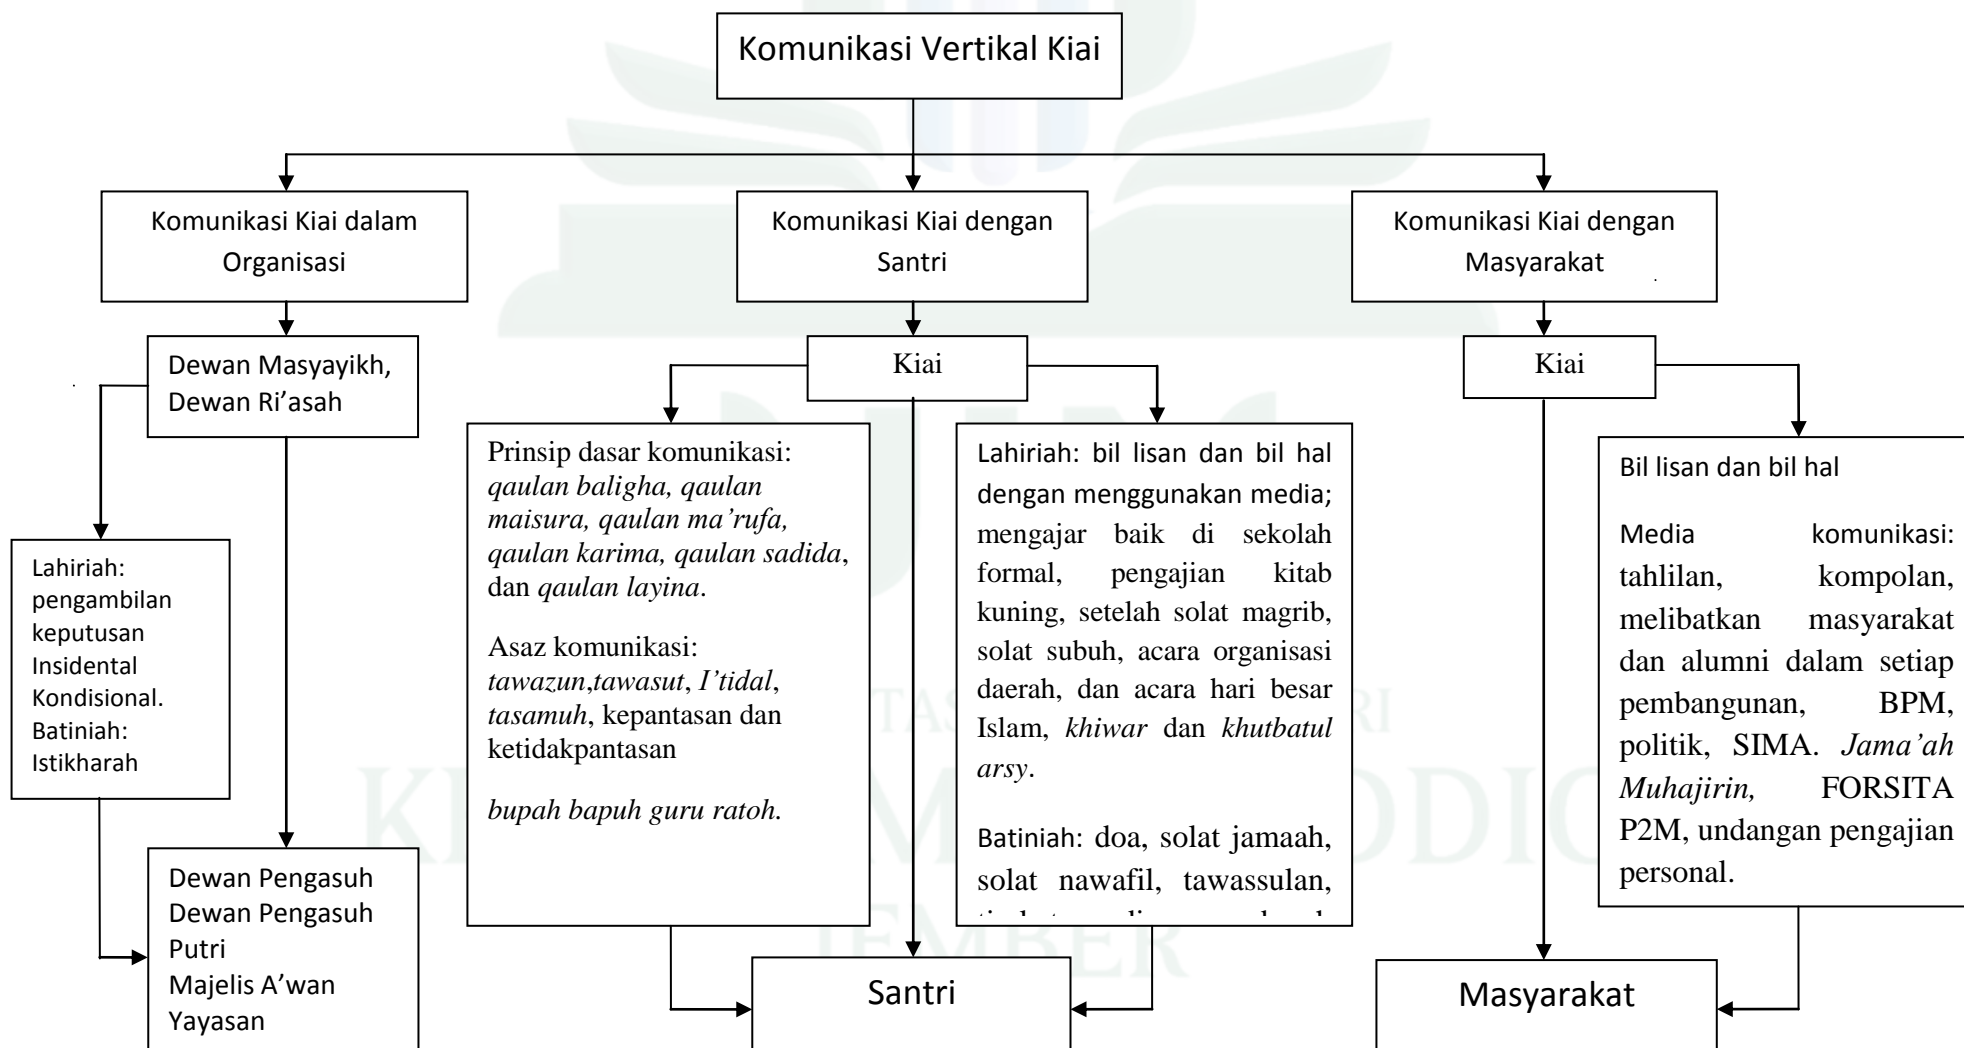 Komunikasi Vertikal Kiai
Komunikasi Kiai dalam
Organisasi
Komunikasi Kiai dengan
Santri
Komunikasi Kiai dengan
Masyarakat
Dewan Masyayikh,
Dewan Ri’asah
Kiai
Kiai
Lahiriah:
pengambilan
keputusan
Insidental
Kondisional.
Batiniah:
Istikharah
Prinsip dasar komunikasi:
qaulan baligha, qaulan
maisura, qaulan ma’rufa,
qaulan karima, qaulan sadida,
dan qaulan layina.
Asaz komunikasi:
tawazun,tawasut, I’tidal,
tasamuh, kepantasan dan
ketidakpantasan
bupah bapuh guru ratoh.
Lahiriah: bil lisan dan bil hal
dengan menggunakan media;
mengajar baik di sekolah
formal, pengajian kitab
kuning, setelah solat magrib,
solat subuh, acara organisasi
daerah, dan acara hari besar
Islam, khiwar dan khutbatul
arsy.
Batiniah: doa, solat jamaah,
solat nawafil, tawassulan,
Bil lisan dan bil hal
Media komunikasi:
tahlilan, kompolan,
melibatkan masyarakat
dan alumni dalam setiap
pembangunan, BPM,
politik, SIMA. Jama’ah
Muhajirin, FORSITA
P2M, undangan pengajian
personal.
Dewan Pengasuh
Dewan Pengasuh
Putri
Majelis A’wan
Yayasan
Santri
Masyarakat
JEMBER